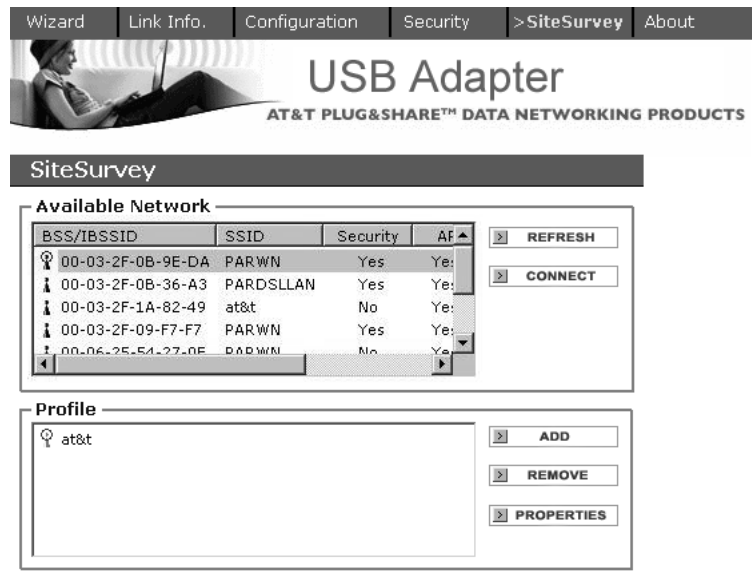 Wizard Link Info. Configuration Security >SiteSurvey About
USB Adapter
AT&T PLUG&SHARE™ DATA NETWORKING PRODUCTS
SiteSurvey
Available Network
BSS/IBSSID SSID Security
00-03-2F-0B-9E-DA PARWN Yes
00-03-2F-0B-36-A3 PARDSLLAN Yes
00-03-2F-1A-82-49 at&t No
00-03-2F-09-F7-F7 PARWN Yes
PARWN No
REFRESH
CONNECT
Profile
at&t
ADD
REMOVE
PROPERTIES